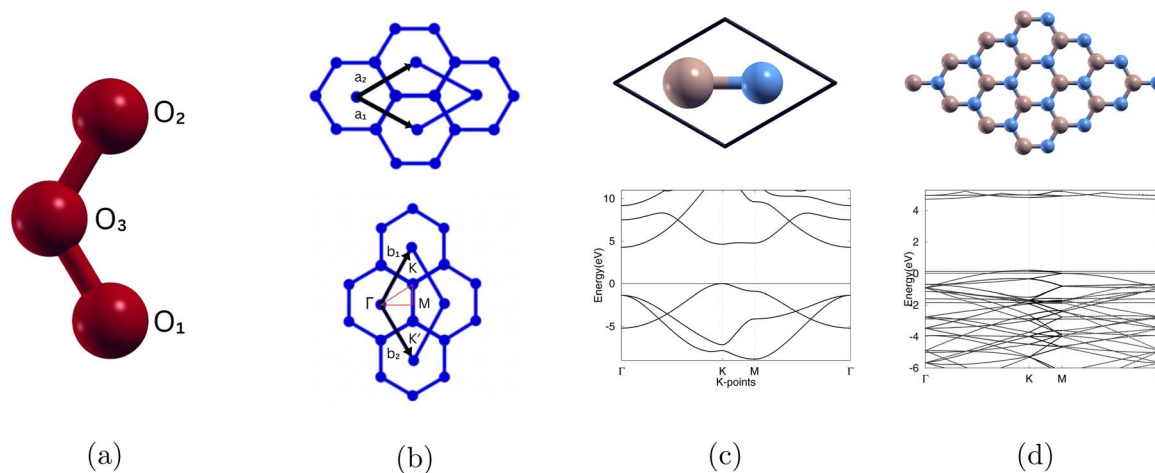 O₂
O₃
O₁
(a)
a₂
a₁
b₁
K
Γ
M
K′
b₂
(b)
10
5
0
-5
Energy(eV)
Γ
K
M
Γ
K-points
(c)
4
2
0
-2
-4
-6
Energy(eV)
Γ
K
M
(d)